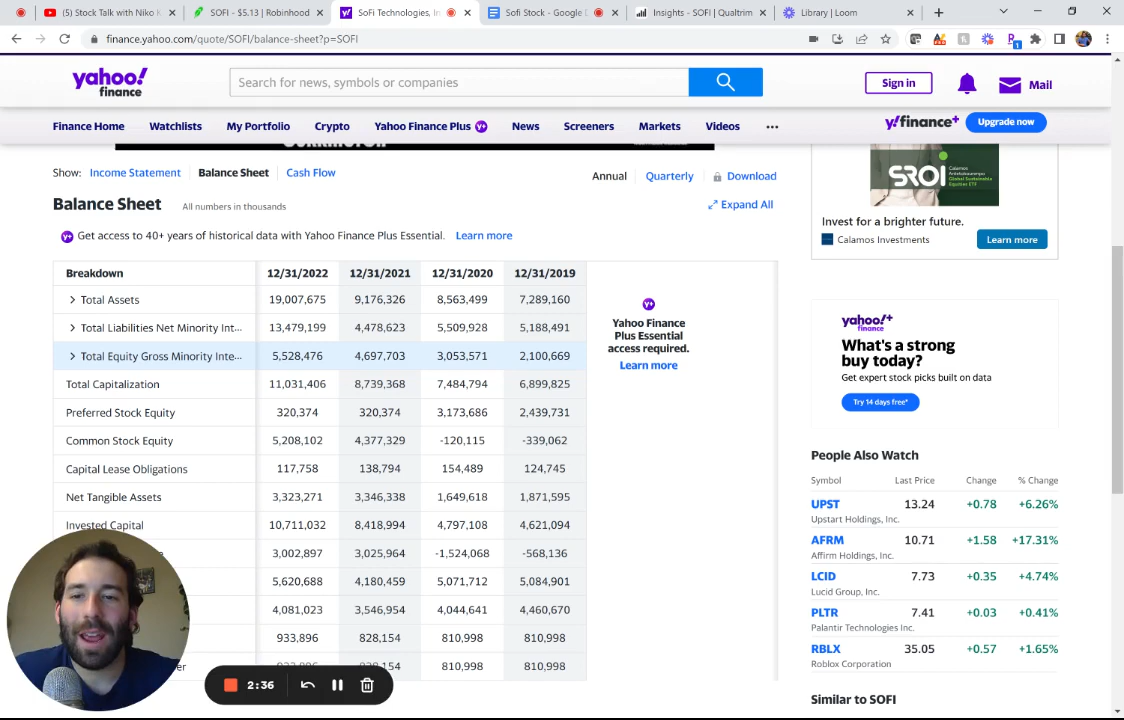 (5) Stock Talk with Niko K
SOFI - $5.13 | Robinhood
SoFi Technologies, In
Sofi Stock - Google D
Insights - SOFI | Qualtrim
Library | Loom
finance.yahoo.com/quote/SOFI/balance-sheet?p=SOFI
yahoo!
finance
Search for news, symbols or companies
Sign in
Mail
Finance Home Watchlists My Portfolio Crypto Yahoo Finance Plus News Screeners Markets Videos ...
y!finance+ Upgrade now
Show: Income Statement Balance Sheet Cash Flow
Annual Quarterly Download
Balance Sheet All numbers in thousands
Expand All
Get access to 40+ years of historical data with Yahoo Finance Plus Essential. Learn more
Breakdown 12/31/2022 12/31/2021 12/31/2020 12/31/2019
Total Assets 19,007,675 9,176,326 8,563,499 7,289,160
Total Liabilities Net Minority Int... 13,479,199 4,478,623 5,509,928 5,188,491
Total Equity Gross Minority Inte... 5,528,476 4,697,703 3,053,571 2,100,669
Total Capitalization 11,031,406 8,739,368 7,484,794 6,899,825
Preferred Stock Equity 320,374 320,374 3,173,686 2,439,731
Common Stock Equity 5,208,102 4,377,329 -120,115 -339,062
Capital Lease Obligations 117,758 138,794 154,489 124,745
Net Tangible Assets 3,323,271 3,346,338 1,649,618 1,871,595
Invested Capital 10,711,032 8,418,994 4,797,108 4,621,094
3,002,897 3,025,964 -1,524,068 -568,136
5,620,688 4,180,459 5,071,712 5,084,901
4,081,023 3,546,954 4,044,641 4,460,670
933,896 828,154 810,998 810,998
810,998 810,998
2:36
Yahoo Finance
Plus Essential
access required.
Learn more
SROI
Calamos Antetokounmpo
Global Sustainable
Equities ETF
Invest for a brighter future.
Calamos Investments
Learn more
yahoo!+
finance
What's a strong
buy today?
Get expert stock picks built on data
Try 14 days free*
People Also Watch
Symbol Last Price Change % Change
UPST 13.24 +0.78 +6.26%
Upstart Holdings, Inc.
AFRM 10.71 +1.58 +17.31%
Affirm Holdings, Inc.
LCID 7.73 +0.35 +4.74%
Lucid Group, Inc.
PLTR 7.41 +0.03 +0.41%
Palantir Technologies Inc.
RBLX 35.05 +0.57 +1.65%
Roblox Corporation
Similar to SOFI